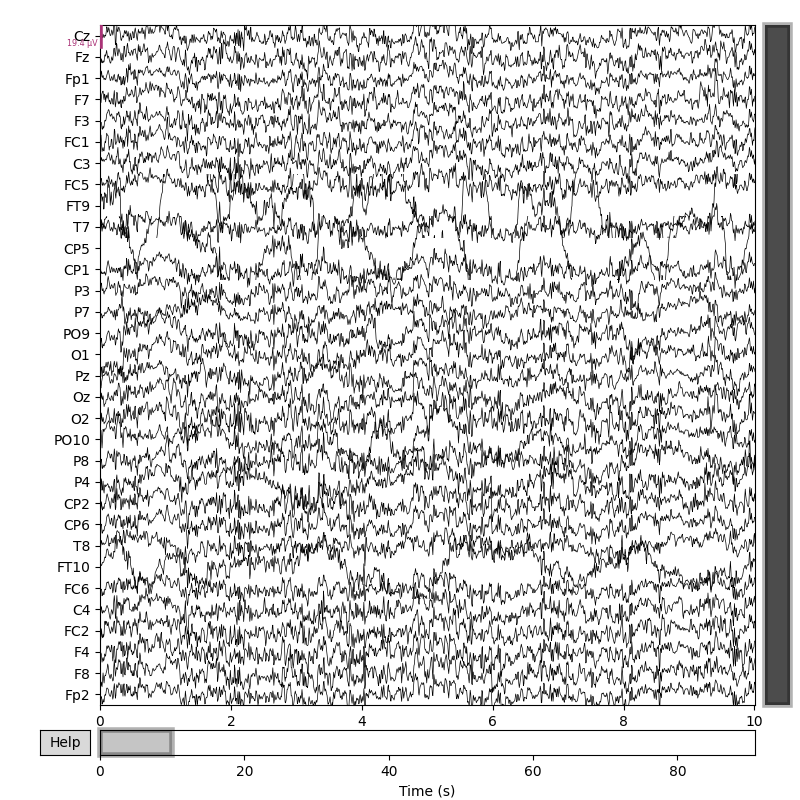 Cz
19.4 µV
Fz
Fp1
F7
F3
FC1
C3
FC5
FT9
T7
CP5
CP1
P3
P7
PO9
O1
Pz
Oz
O2
PO10
P8
P4
CP2
CP6
T8
FT10
FC6
C4
FC2
F4
F8
Fp2
0 2 4 6 8 10
Help
0 20 40 60 80
Time (s)